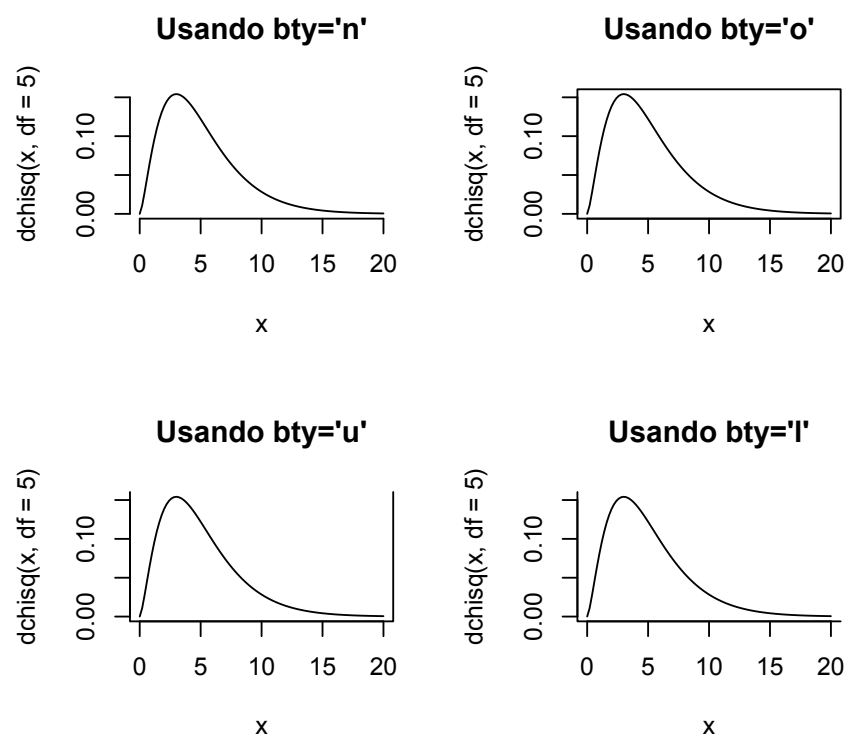 Usando bty='n'
dchisq(x, df = 5)
0.00 0.10
0 5 10 15 20
x
Usando bty='o'
dchisq(x, df = 5)
0.00 0.10
0 5 10 15 20
x
Usando bty='u'
dchisq(x, df = 5)
0.00 0.10
0 5 10 15 20
x
Usando bty='l'
dchisq(x, df = 5)
0.00 0.10
0 5 10 15 20
x